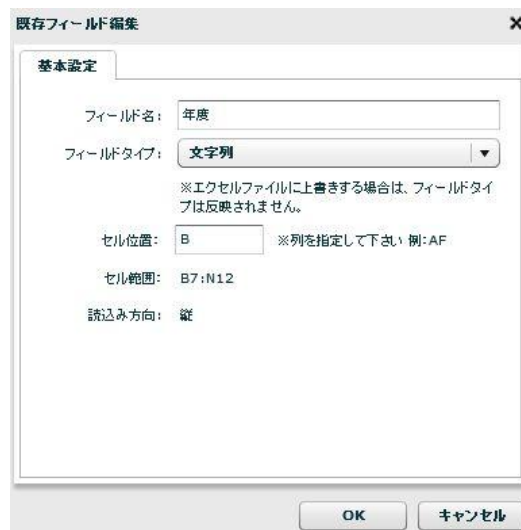 既存フィールド編集
基本設定
フィールド名: 年度
フィールドタイプ: 文字列
※エクセルファイルに上書きする場合は、フィールドタイ
プは反映されません。
セル位置: B ※列を指定して下さい 例:AF
セル範囲: B7:N12
読込み方向: 縦
OK キャンセル